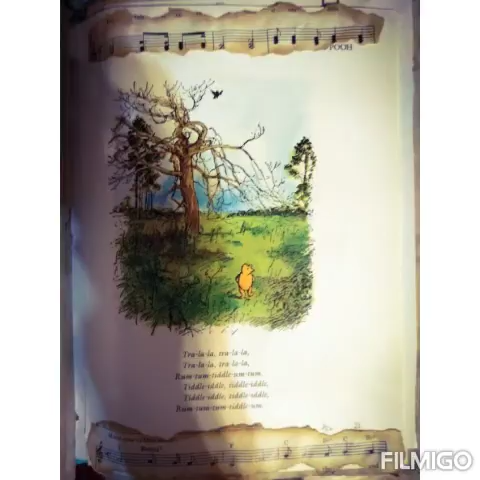 POOH
Tra-la-la, tra-la-la,
Tra-la-la, tra-la-la,
Rum-tum-tiddle-um-tum.
Tiddle-iddle, tiddle-iddle,
Tiddle-iddle, tiddle-iddle,
Rum-tum-tum-tiddle-um.
F C C
FILMIGO